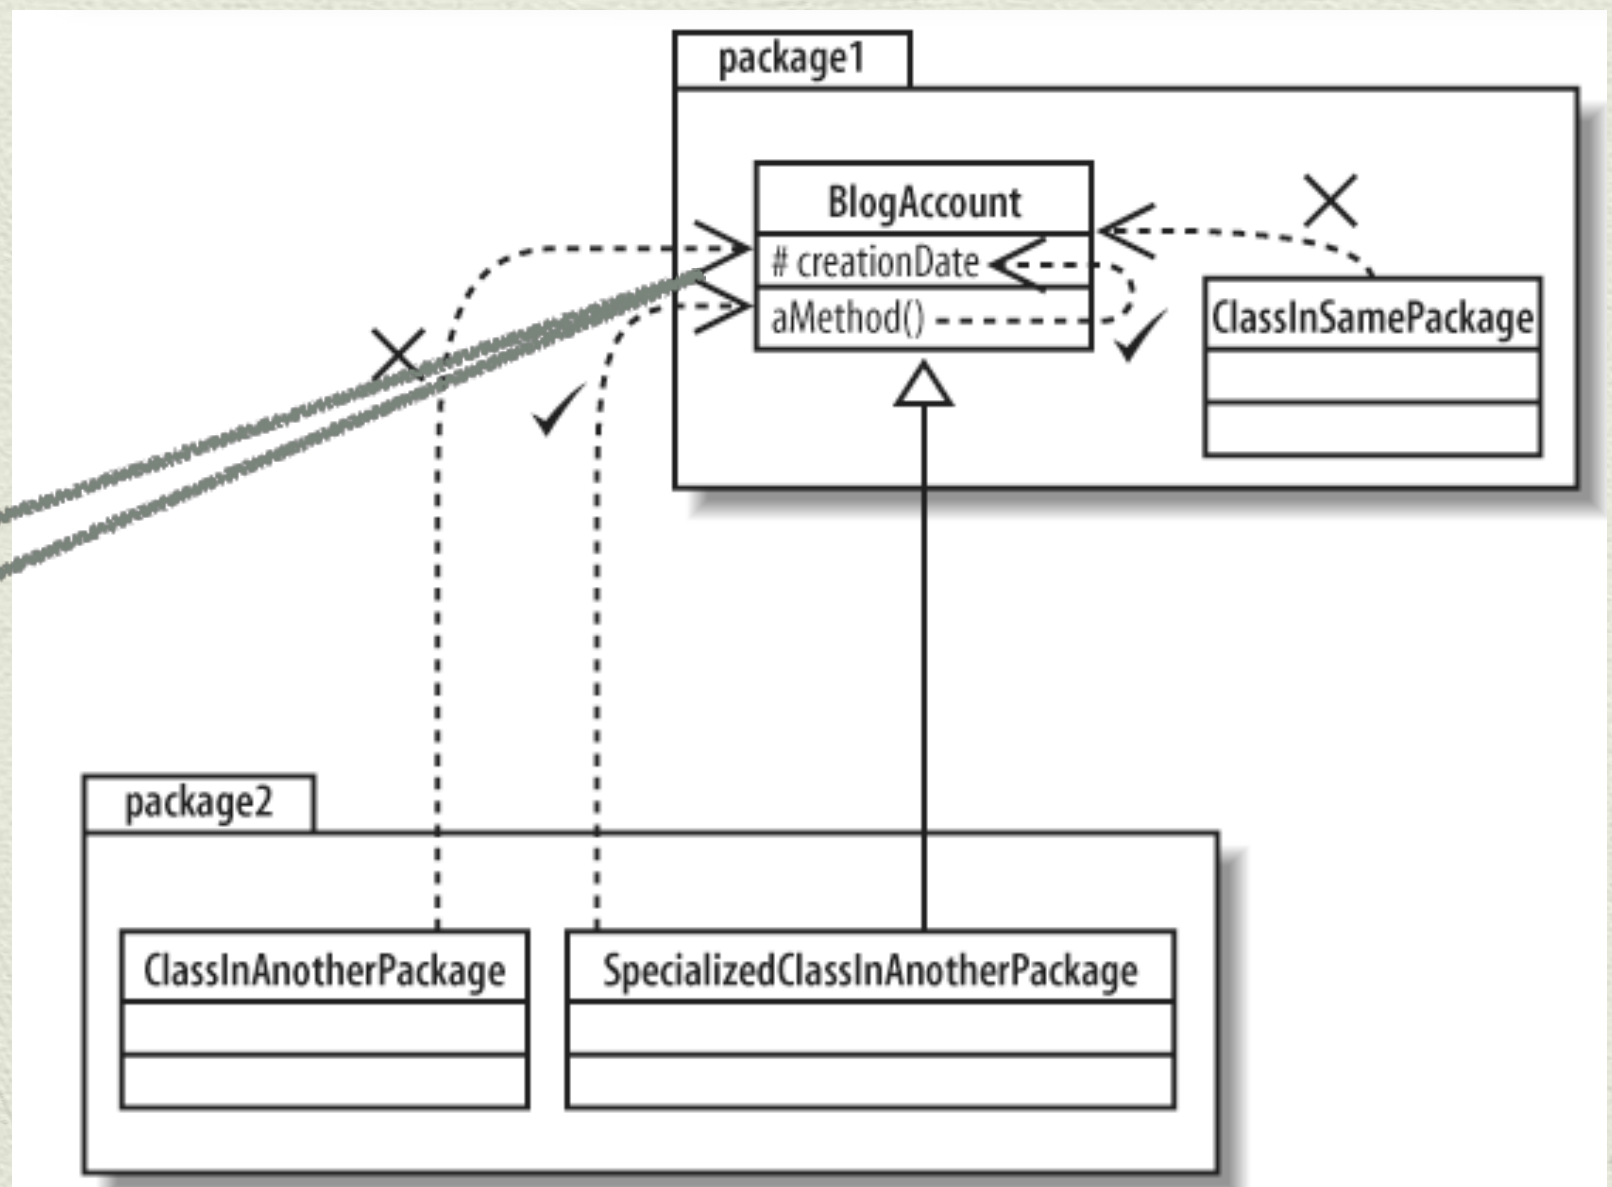 package1
BlogAccount
# creationDate
aMethod()
ClassInSamePackage
package2
ClassInAnotherPackage
SpecializedClassInAnotherPackage